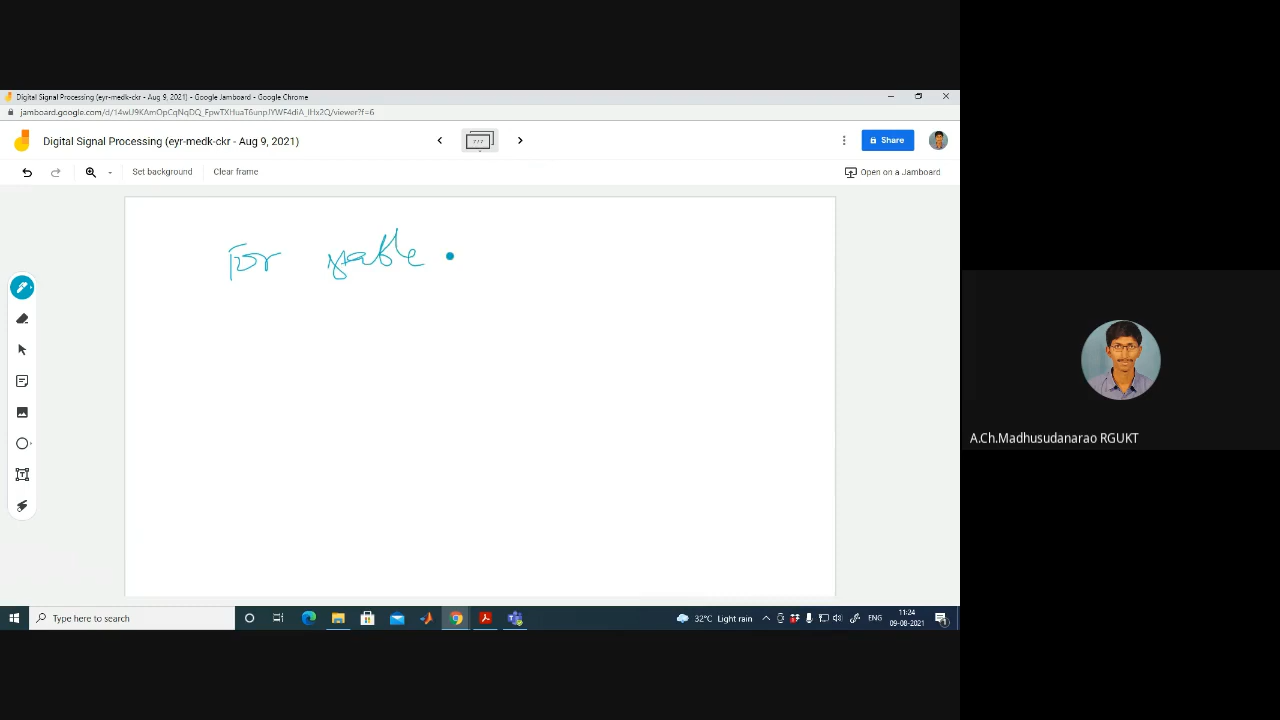 Digital Signal Processing (eyr-medk-ckr - Aug 9, 2021) - Google Jamboard - Google Chrome
Digital Signal Processing (eyr-medk-ckr - Aug 9, 2021)
Share
Set background
Clear frame
Open on a Jamboard
For stable
A.Ch.Madhusudanarao RGUKT
Type here to search
32°C Light rain
ENG
11:24
09-08-2021